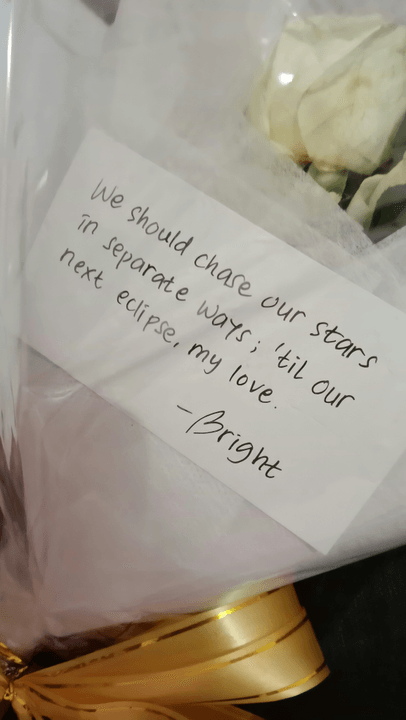 We should chase our stars
in separate ways; 'til our
next eclipse, my love.
-Bright